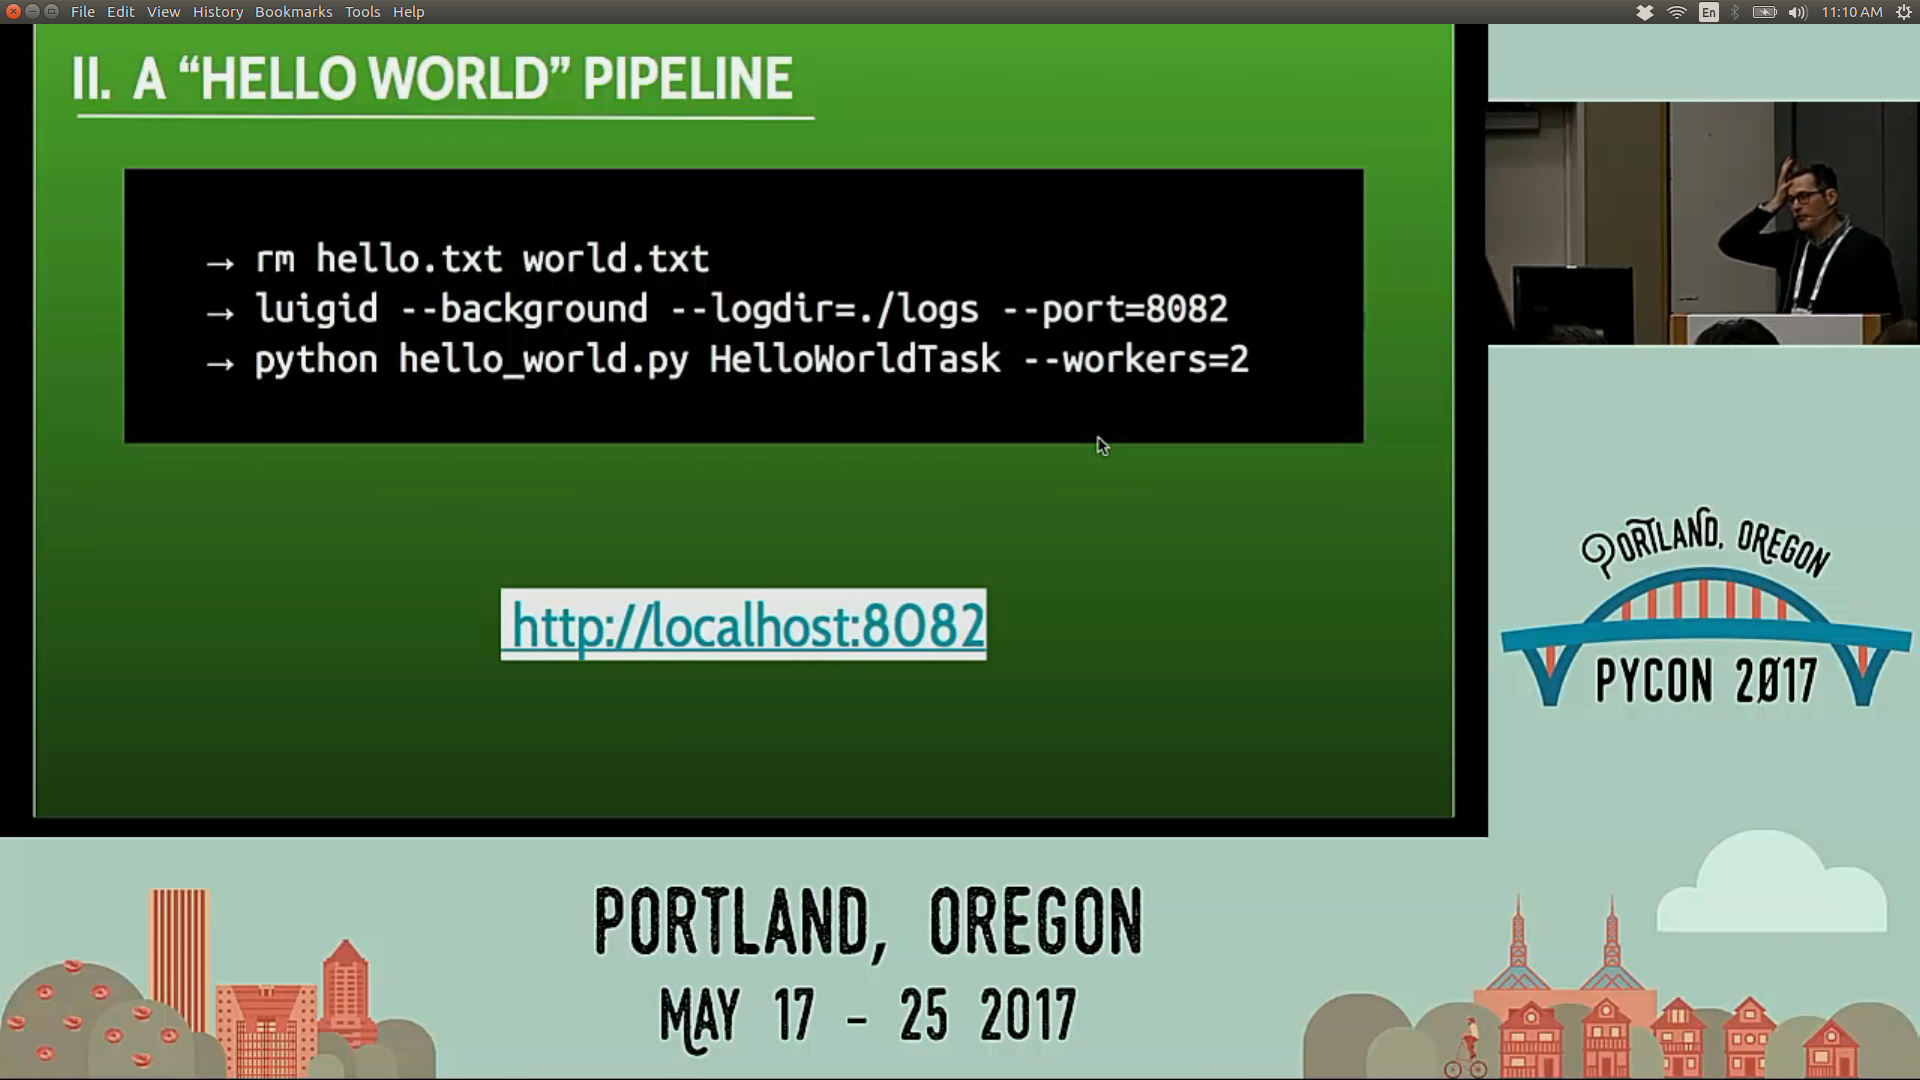 File Edit View History Bookmarks Tools Help
En
11:10 AM
II. A “HELLO WORLD” PIPELINE
→ rm hello.txt world.txt
→ luigid --background --logdir=./logs --port=8082
→ python hello_world.py HelloWorldTask --workers=2
http://localhost:8082
PORTLAND, OREGON
PYCON 2017
PORTLAND, OREGON
MAY 17 - 25 2017